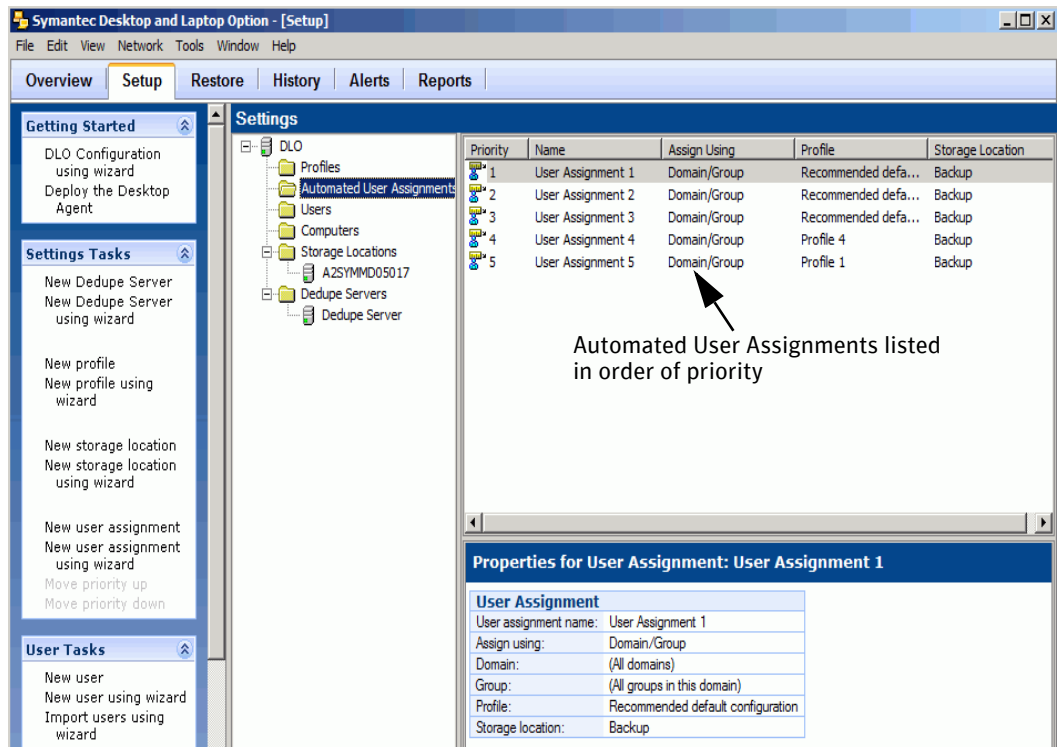 Symantec Desktop and Laptop Option - [Setup]
File Edit View Network Tools Window Help
Overview Setup Restore History Alerts Reports
Getting Started
DLO Configuration
using wizard
Deploy the Desktop
Agent
Settings Tasks
New Dedupe Server
New Dedupe Server
using wizard
New profile
New profile using
wizard
New storage location
New storage location
using wizard
New user assignment
New user assignment
using wizard
Move priority up
Move priority down
User Tasks
New user
New user using wizard
Import users using
wizard
Settings
DLO
Profiles
Automated User Assignments
Users
Computers
Storage Locations
A2SYMMD05017
Dedupe Servers
Dedupe Server
Priority Name Assign Using Profile Storage Location
1 User Assignment 1 Domain/Group Recommended defa... Backup
2 User Assignment 2 Domain/Group Recommended defa... Backup
3 User Assignment 3 Domain/Group Recommended defa... Backup
4 User Assignment 4 Domain/Group Profile 4 Backup
5 User Assignment 5 Domain/Group Profile 1 Backup
Automated User Assignments listed
in order of priority
Properties for User Assignment: User Assignment 1
User Assignment
User assignment name: User Assignment 1
Assign using: Domain/Group
Domain: (All domains)
Group: (All groups in this domain)
Profile: Recommended default configuration
Storage location: Backup